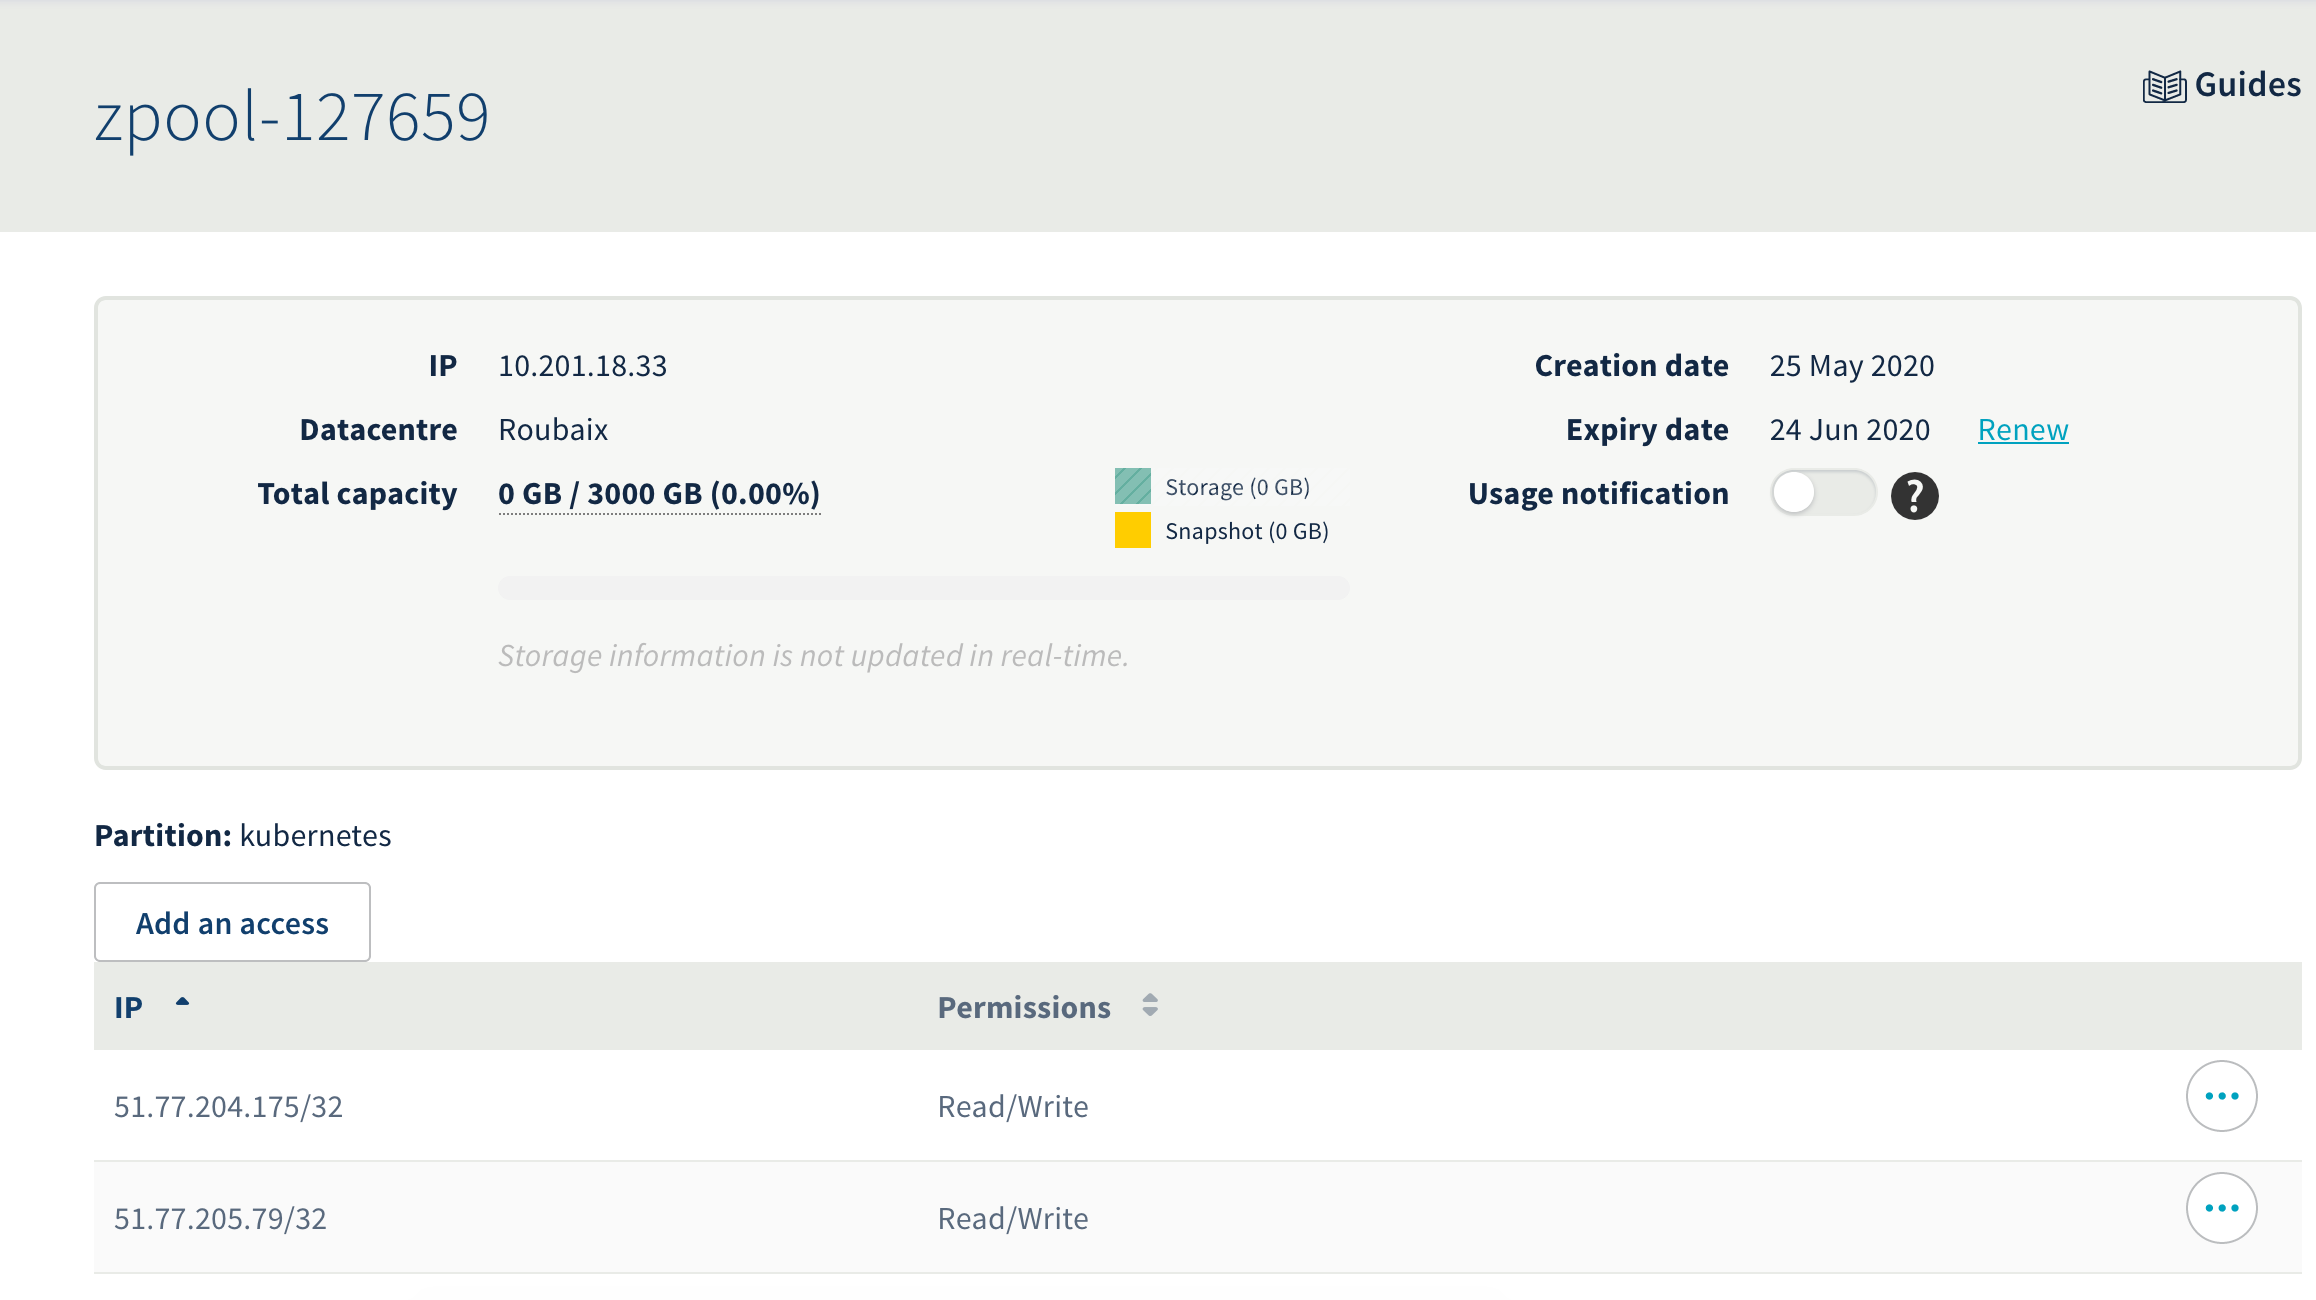 Guides
zpool-127659
IP 10.201.18.33
Datacentre Roubaix
Total capacity 0 GB / 3000 GB (0.00%)
Storage (0 GB)
Snapshot (0 GB)
Storage information is not updated in real-time.
Creation date 25 May 2020
Expiry date 24 Jun 2020 Renew
Usage notification ?
Partition: kubernetes
Add an access
IP Permissions
51.77.204.175/32 Read/Write
51.77.205.79/32 Read/Write